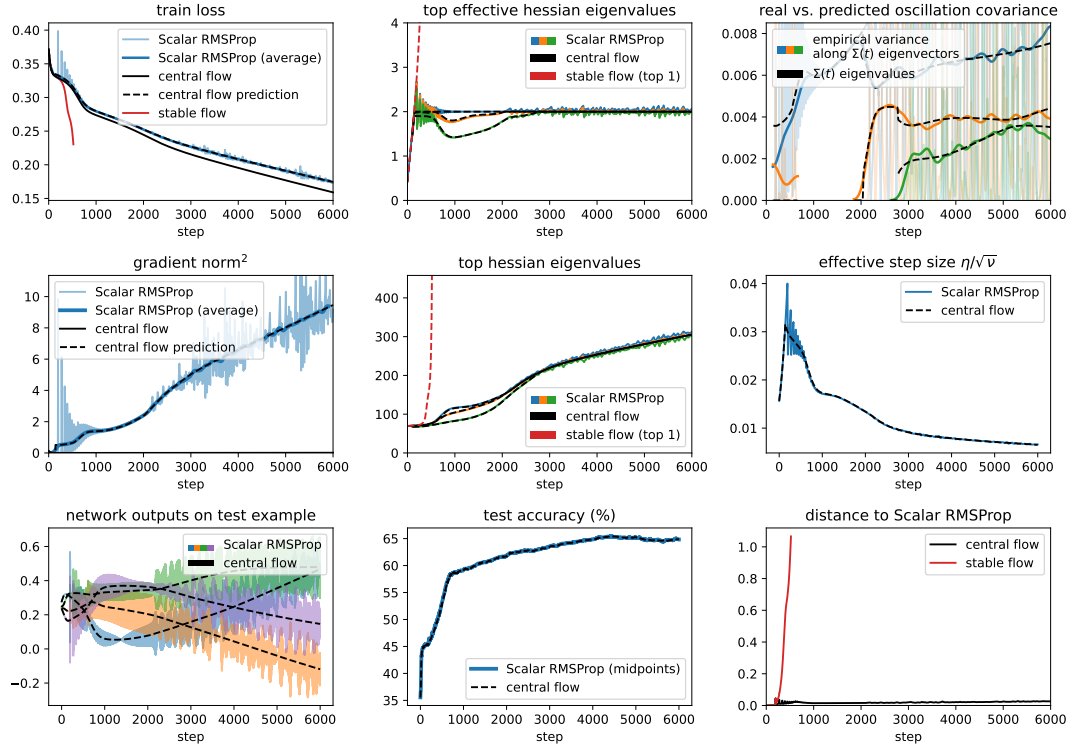 train loss
0.40
0.35
0.30
0.25
0.20
0.15
0
1000
2000
3000
4000
5000
6000
step
Scalar RMSProp
Scalar RMSProp (average)
central flow
central flow prediction
stable flow
top effective hessian eigenvalues
4
3
2
1
0
0
1000
2000
3000
4000
5000
6000
step
Scalar RMSProp
central flow
stable flow (top 1)
real vs. predicted oscillation covariance
0.008
0.006
0.004
0.002
0.000
0
1000
2000
3000
4000
5000
6000
step
empirical variance
along Σ(t) eigenvectors
Σ(t) eigenvalues
gradient norm²
10
8
6
4
2
0
0
1000
2000
3000
4000
5000
6000
step
Scalar RMSProp
Scalar RMSProp (average)
central flow
central flow prediction
top hessian eigenvalues
400
300
200
100
0
0
1000
2000
3000
4000
5000
6000
step
Scalar RMSProp
central flow
stable flow (top 1)
effective step size η/√ν
0.04
0.03
0.02
0.01
0
1000
2000
3000
4000
5000
6000
step
Scalar RMSProp
central flow
network outputs on test example
0.6
0.4
0.2
0.0
−0.2
0
1000
2000
3000
4000
5000
6000
step
Scalar RMSProp
central flow
test accuracy (%)
65
60
55
50
45
40
35
0
1000
2000
3000
4000
5000
6000
step
Scalar RMSProp (midpoints)
central flow
distance to Scalar RMSProp
1.0
0.8
0.6
0.4
0.2
0.0
0
1000
2000
3000
4000
5000
6000
step
central flow
stable flow